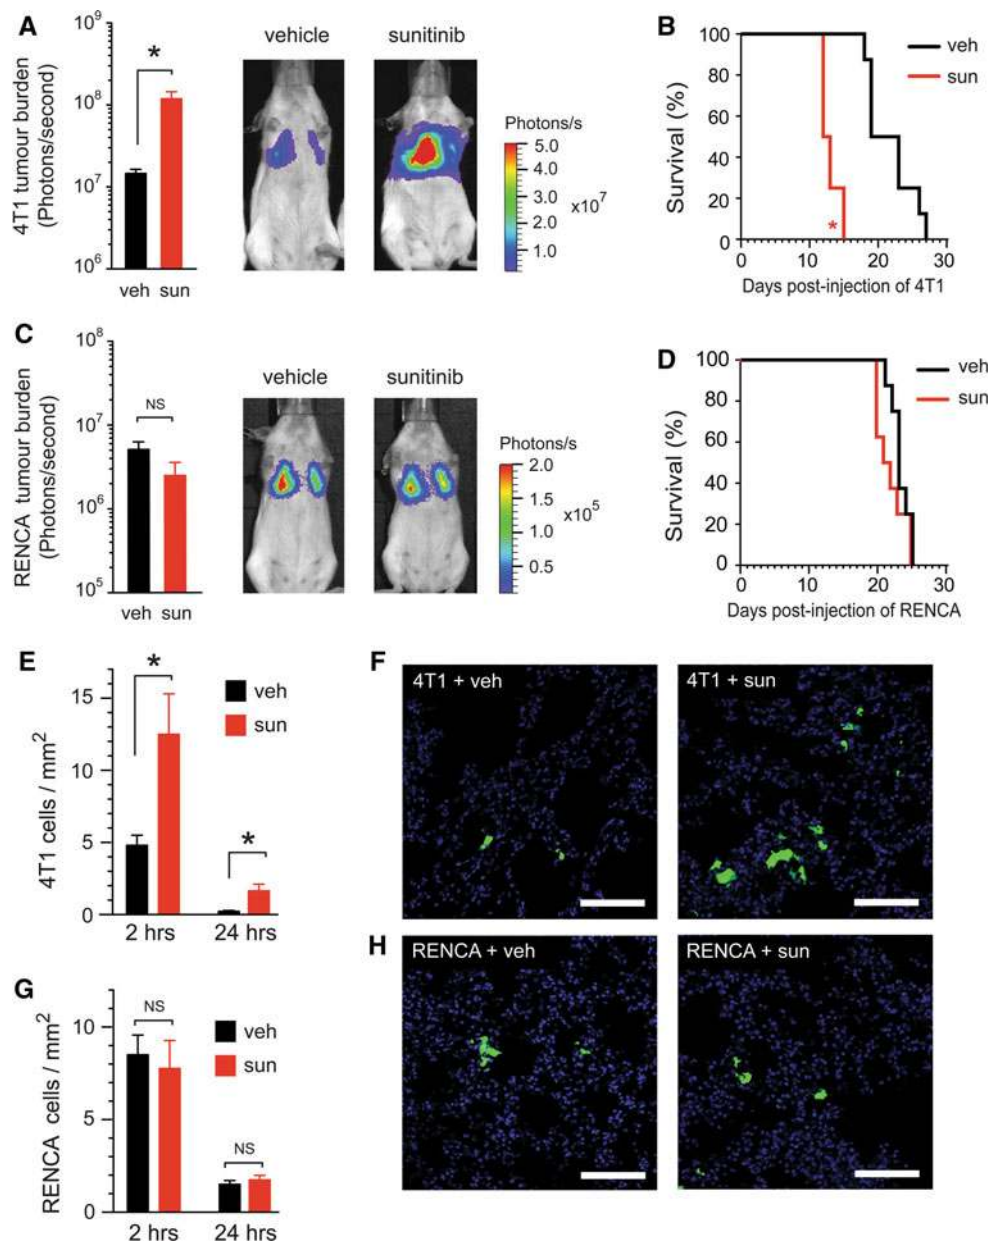 A
4T1 tumour burden
(Photons/second)
10⁹
10⁸
10⁷
10⁶
*
veh sun
vehicle
sunitinib
Photons/s
5.0
4.0
3.0
2.0
1.0
x10⁷
B
Survival (%)
100
80
60
40
20
0
veh
sun
*
0 10 20 30
Days post-injection of 4T1
C
RENCA tumour burden
(Photons/second)
10⁸
10⁷
10⁶
10⁵
NS
veh sun
vehicle
sunitinib
Photons/s
2.0
1.5
1.0
0.5
x10⁵
D
Survival (%)
100
80
60
40
20
0
veh
sun
0 10 20 30
Days post-injection of RENCA
E
4T1 cells / mm²
15
10
5
0
*
*
veh
sun
2 hrs 24 hrs
F
4T1 + veh
4T1 + sun
G
RENCA cells / mm²
10
5
0
NS
NS
veh
sun
2 hrs 24 hrs
H
RENCA + veh
RENCA + sun